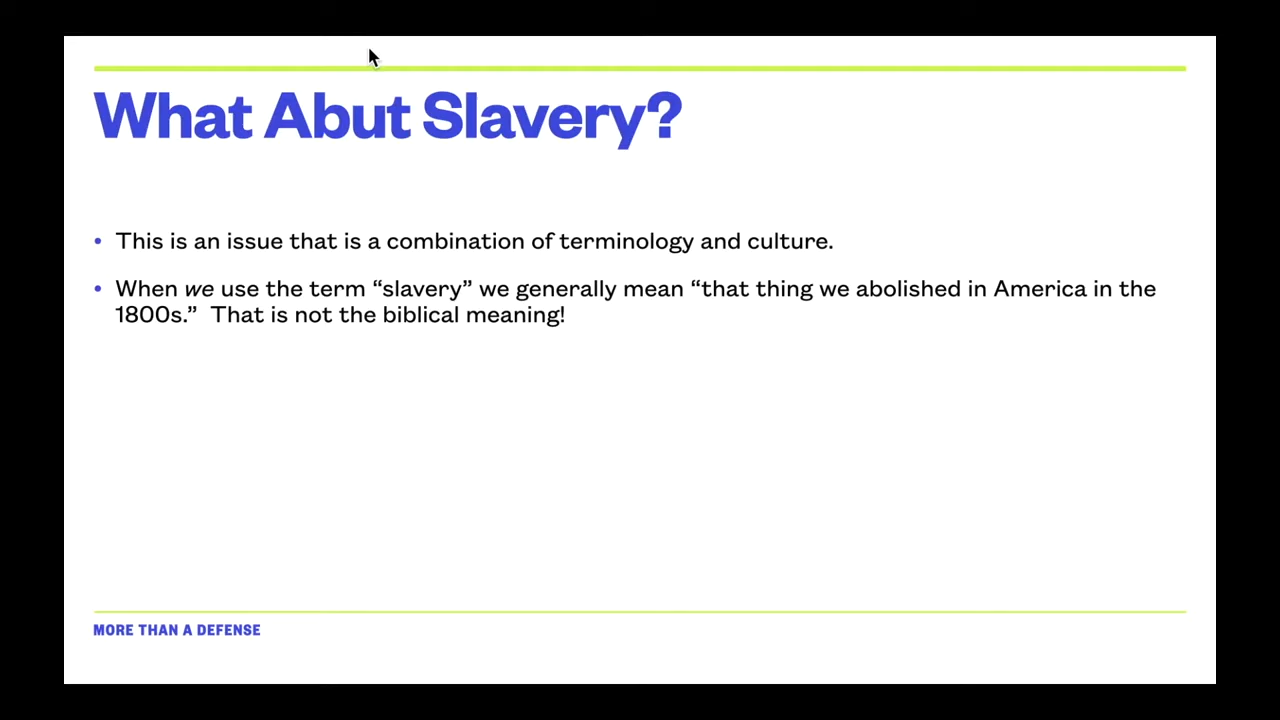 What Abut Slavery?
• This is an issue that is a combination of terminology and culture.
• When we use the term “slavery” we generally mean “that thing we abolished in America in the
1800s.”  That is not the biblical meaning!
MORE THAN A DEFENSE